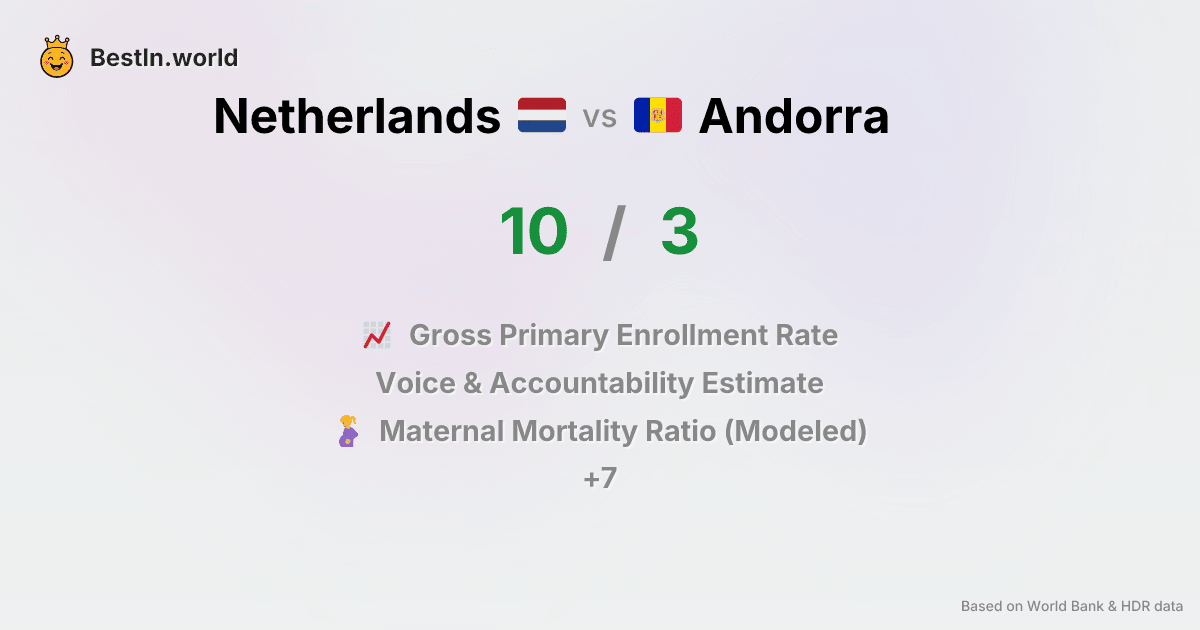 BestIn.world
Netherlands vs Andorra
10 / 3
Gross Primary Enrollment Rate
Voice & Accountability Estimate
Maternal Mortality Ratio (Modeled)
+7
Based on World Bank & HDR data